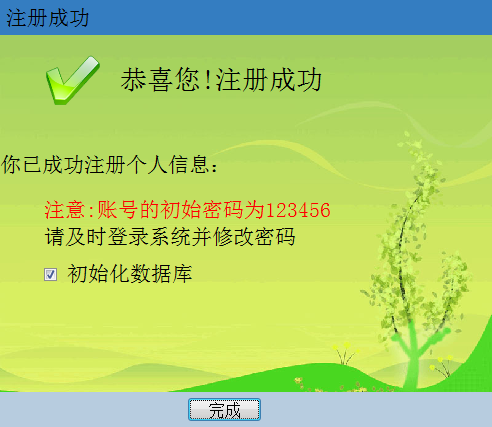 注册成功
恭喜您!注册成功
你已成功注册个人信息：
注意:账号的初始密码为123456
请及时登录系统并修改密码
初始化数据库
完成